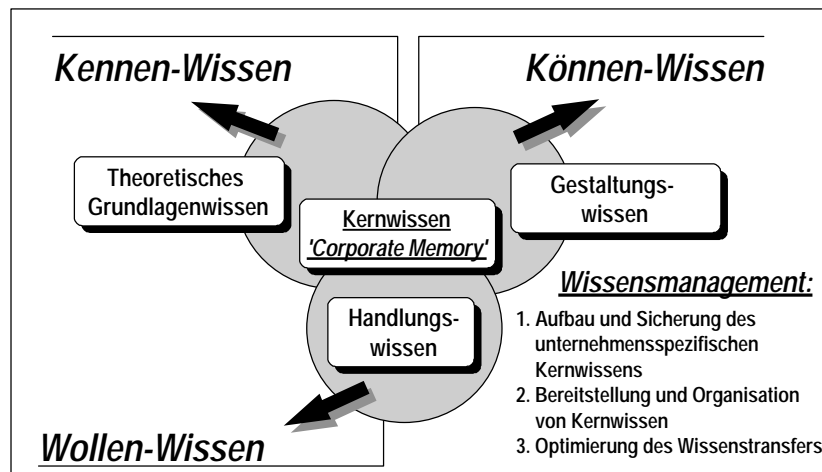 Kennen-Wissen
Können-Wissen
Theoretisches
Grundlagenwissen
Gestaltungs-
wissen
Kernwissen
'Corporate Memory'
Handlungs-
wissen
Wollen-Wissen
Wissensmanagement:
1. Aufbau und Sicherung des
unternehmensspezifischen
Kernwissens
2. Bereitstellung und Organisation
von Kernwissen
3. Optimierung des Wissenstransfers